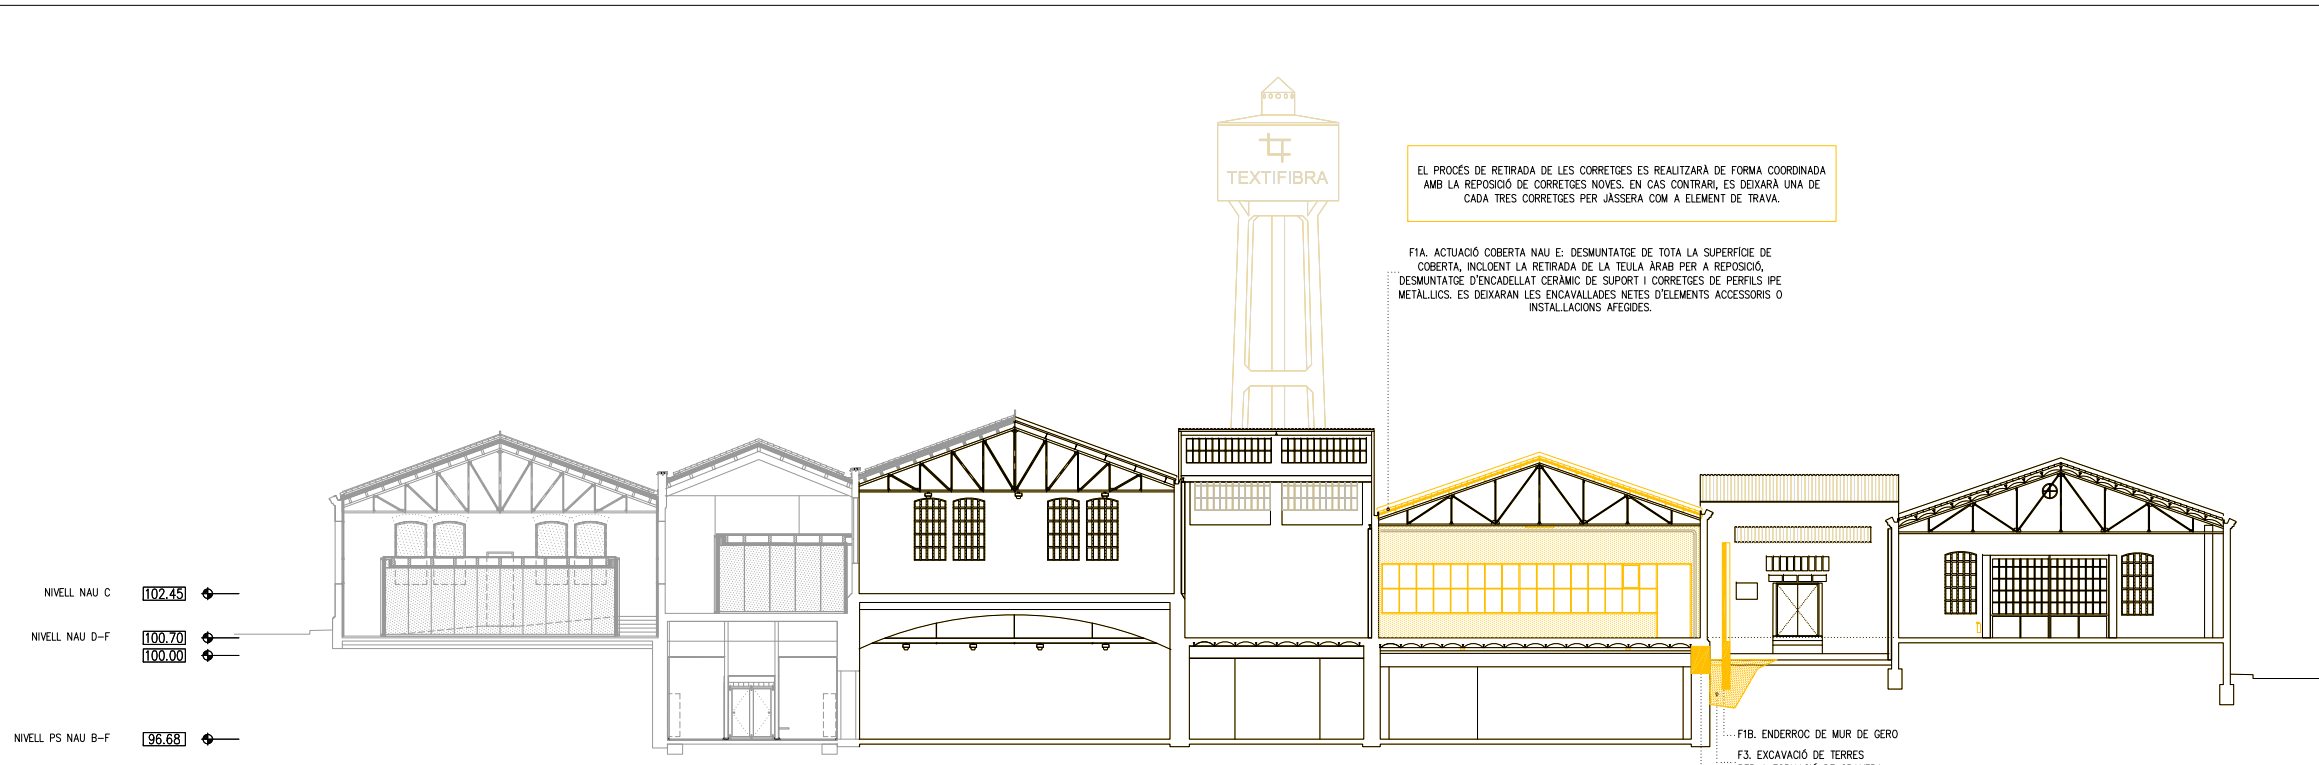 TEXTIFIBRA
EL PROCÉS DE RETIRADA DE LES CORRETGES ES REALITZARÀ DE FORMA COORDINADA
AMB LA REPOSICIÓ DE CORRETGES NOVES. EN CAS CONTRARI, ES DEIXARÀ UNA DE
CADA TRES CORRETGES PER JÀSSERA COM A ELEMENT DE TRAVA.
F1A. ACTUACIÓ COBERTA NAU E: DESMUNTATGE DE TOTA LA SUPERFÍCIE DE
COBERTA, INCLOENT LA RETIRADA DE LA TEULA ÀRAB PER A REPOSICIÓ,
DESMUNTATGE D'ENCADELLAT CERÀMIC DE SUPORT I CORRETGES DE PERFILS IPE
METÀL.LICS. ES DEIXARAN LES ENCAVALLADES NETES D'ELEMENTS ACCESSORIS O
INSTAL.LACIONS AFEGIDES.
NIVELL NAU C 102.45
NIVELL NAU D-F 100.70
100.00
NIVELL PS NAU B-F 96.68
F1B. ENDERROC DE MUR DE GERO
F3. EXCAVACIÓ DE TERRES